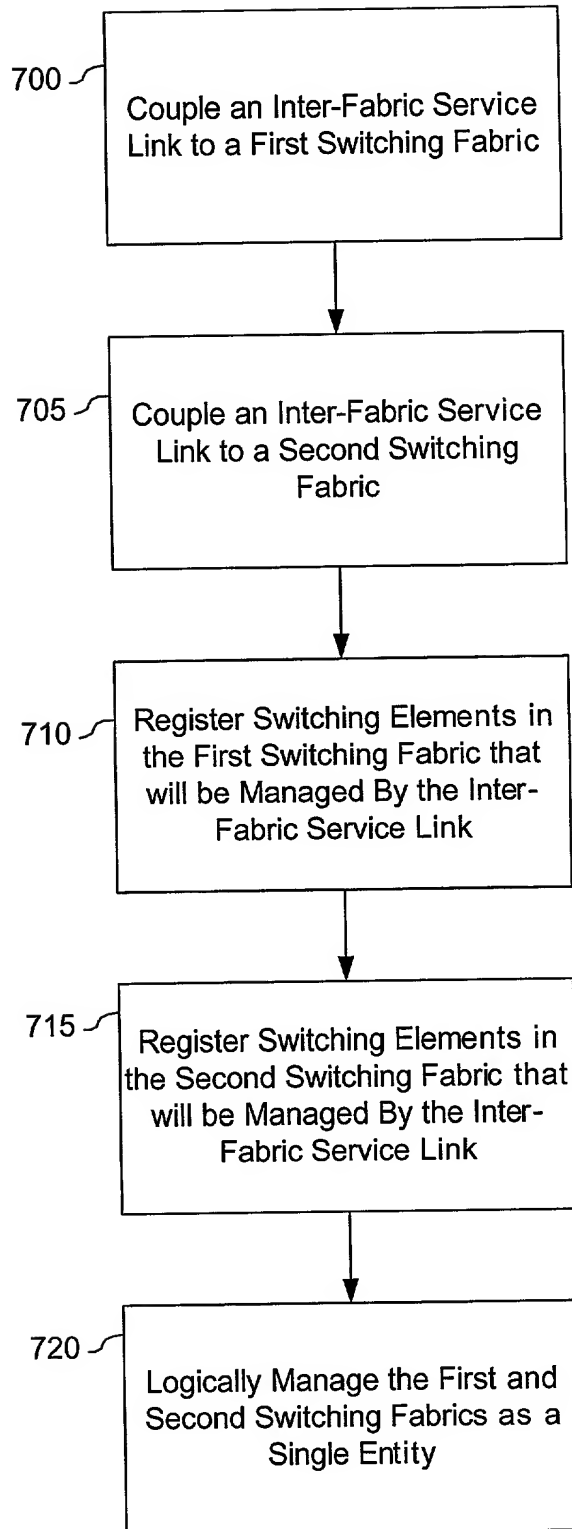 700
Couple an Inter-Fabric Service
Link to a First Switching Fabric
705
Couple an Inter-Fabric Service
Link to a Second Switching
Fabric
710
Register Switching Elements in
the First Switching Fabric that
will be Managed By the Inter-
Fabric Service Link
715
Register Switching Elements in
the Second Switching Fabric that
will be Managed By the Inter-
Fabric Service Link
720
Logically Manage the First and
Second Switching Fabrics as a
Single Entity